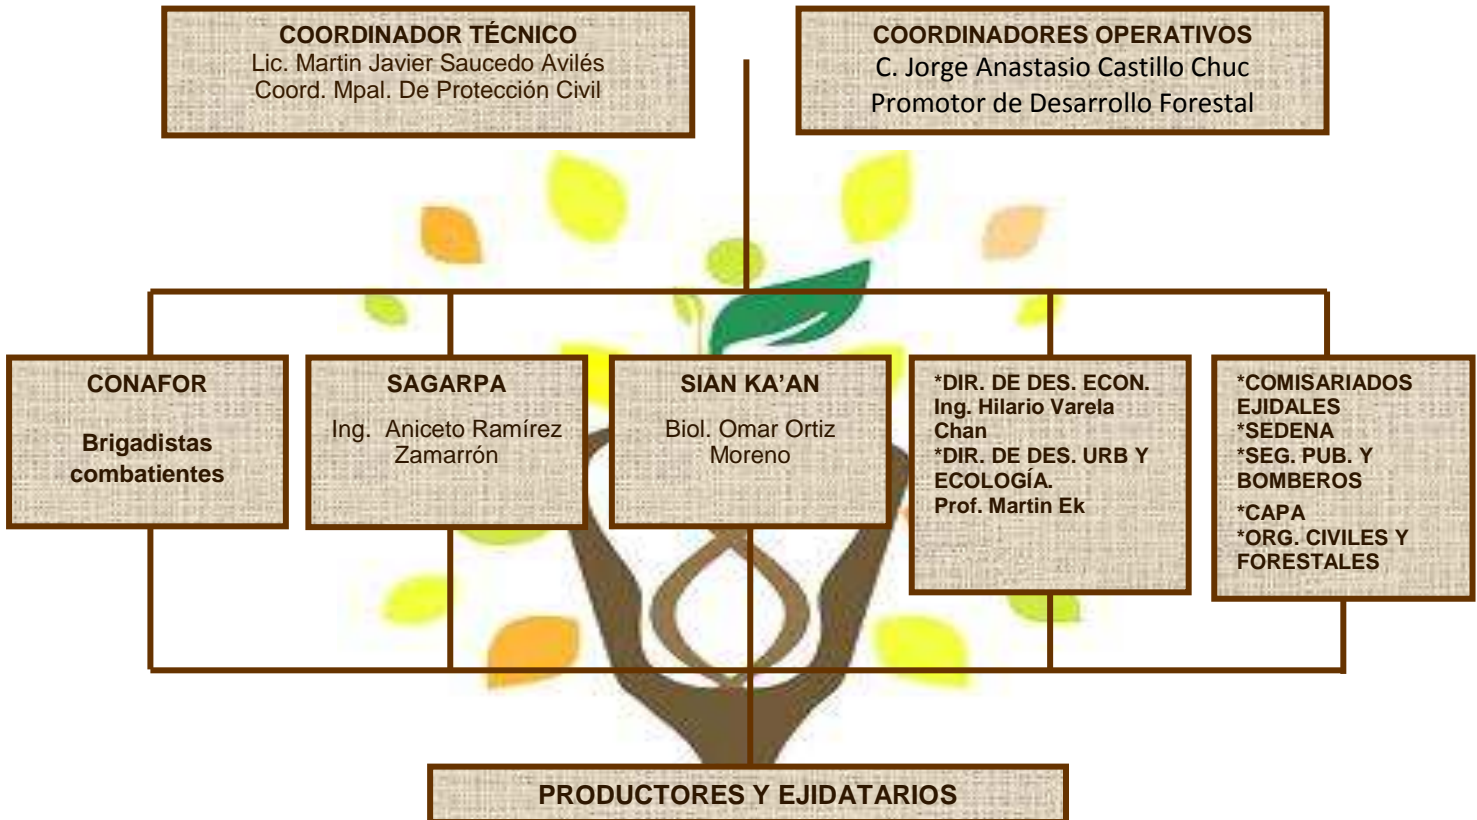 COORDINADOR TÉCNICO
Lic. Martin Javier Saucedo Avilés
Coord. Mpal. De Protección Civil
COORDINADORES OPERATIVOS
C. Jorge Anastasio Castillo Chuc
Promotor de Desarrollo Forestal
CONAFOR
Brigadistas
combatientes
SAGARPA
Ing. Aniceto Ramírez
Zamarrón
SIAN KA’AN
Biol. Omar Ortiz
Moreno
*DIR. DE DES. ECON.
Ing. Hilario Varela
Chan
*DIR. DE DES. URB Y
ECOLOGÍA.
Prof. Martin Ek
*COMISARIADOS
EJIDALES
*SEDENA
*SEG. PUB. Y
BOMBEROS
*CAPA
*ORG. CIVILES Y
FORESTALES
PRODUCTORES Y EJIDATARIOS